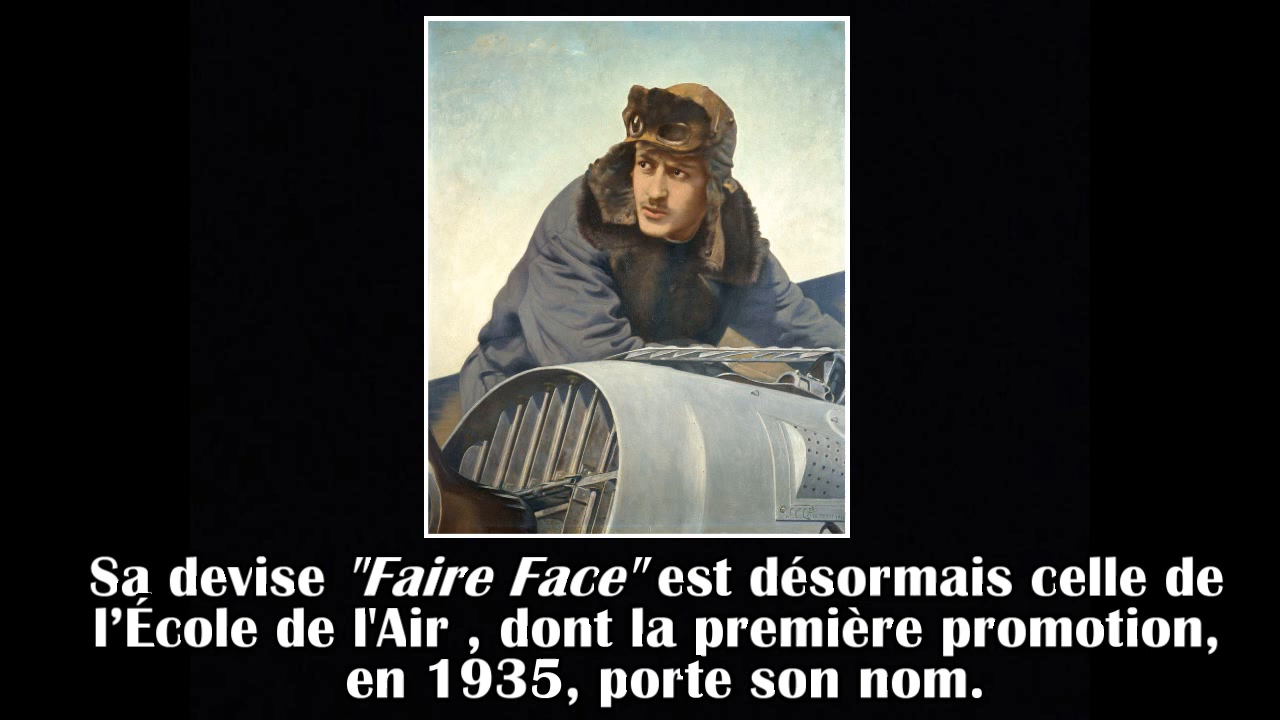 Sa devise "Faire Face" est désormais celle de
l’École de l'Air , dont la première promotion,
en 1935, porte son nom.